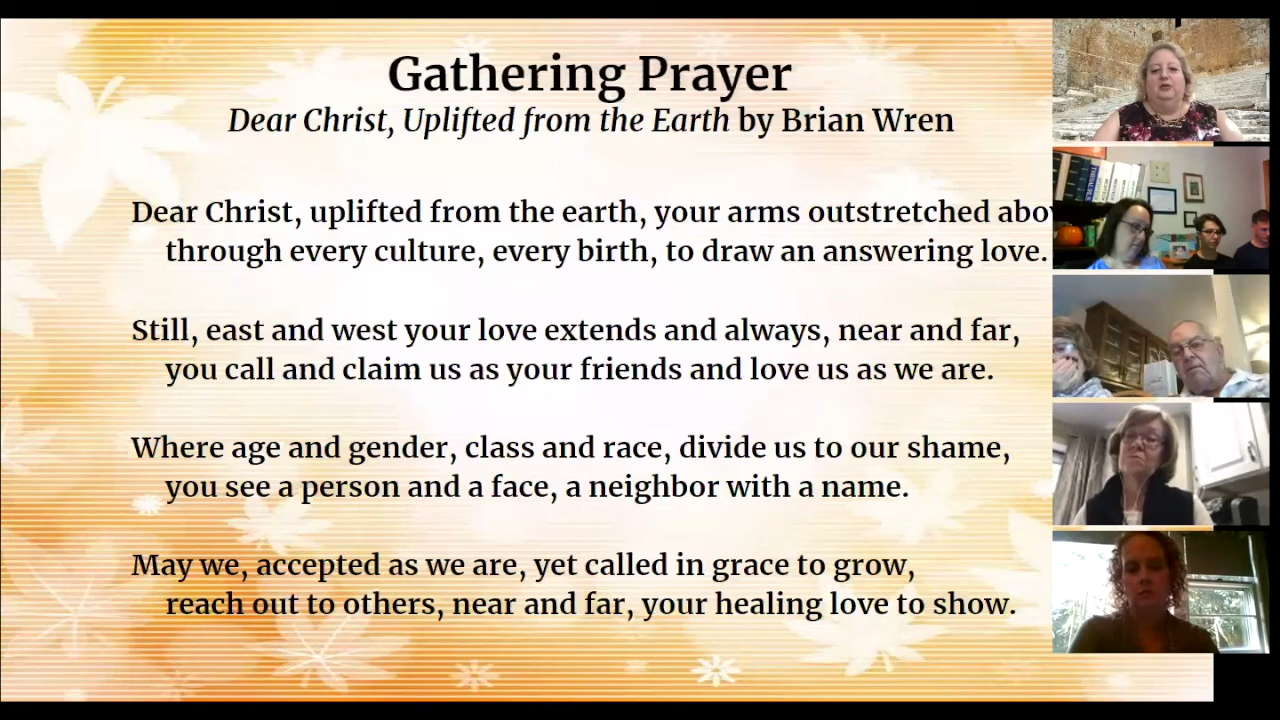 Gathering Prayer
Dear Christ, Uplifted from the Earth by Brian Wren
Dear Christ, uplifted from the earth, your arms outstretched abov
through every culture, every birth, to draw an answering love.
Still, east and west your love extends and always, near and far,
you call and claim us as your friends and love us as we are.
Where age and gender, class and race, divide us to our shame,
you see a person and a face, a neighbor with a name.
May we, accepted as we are, yet called in grace to grow,
reach out to others, near and far, your healing love to show.